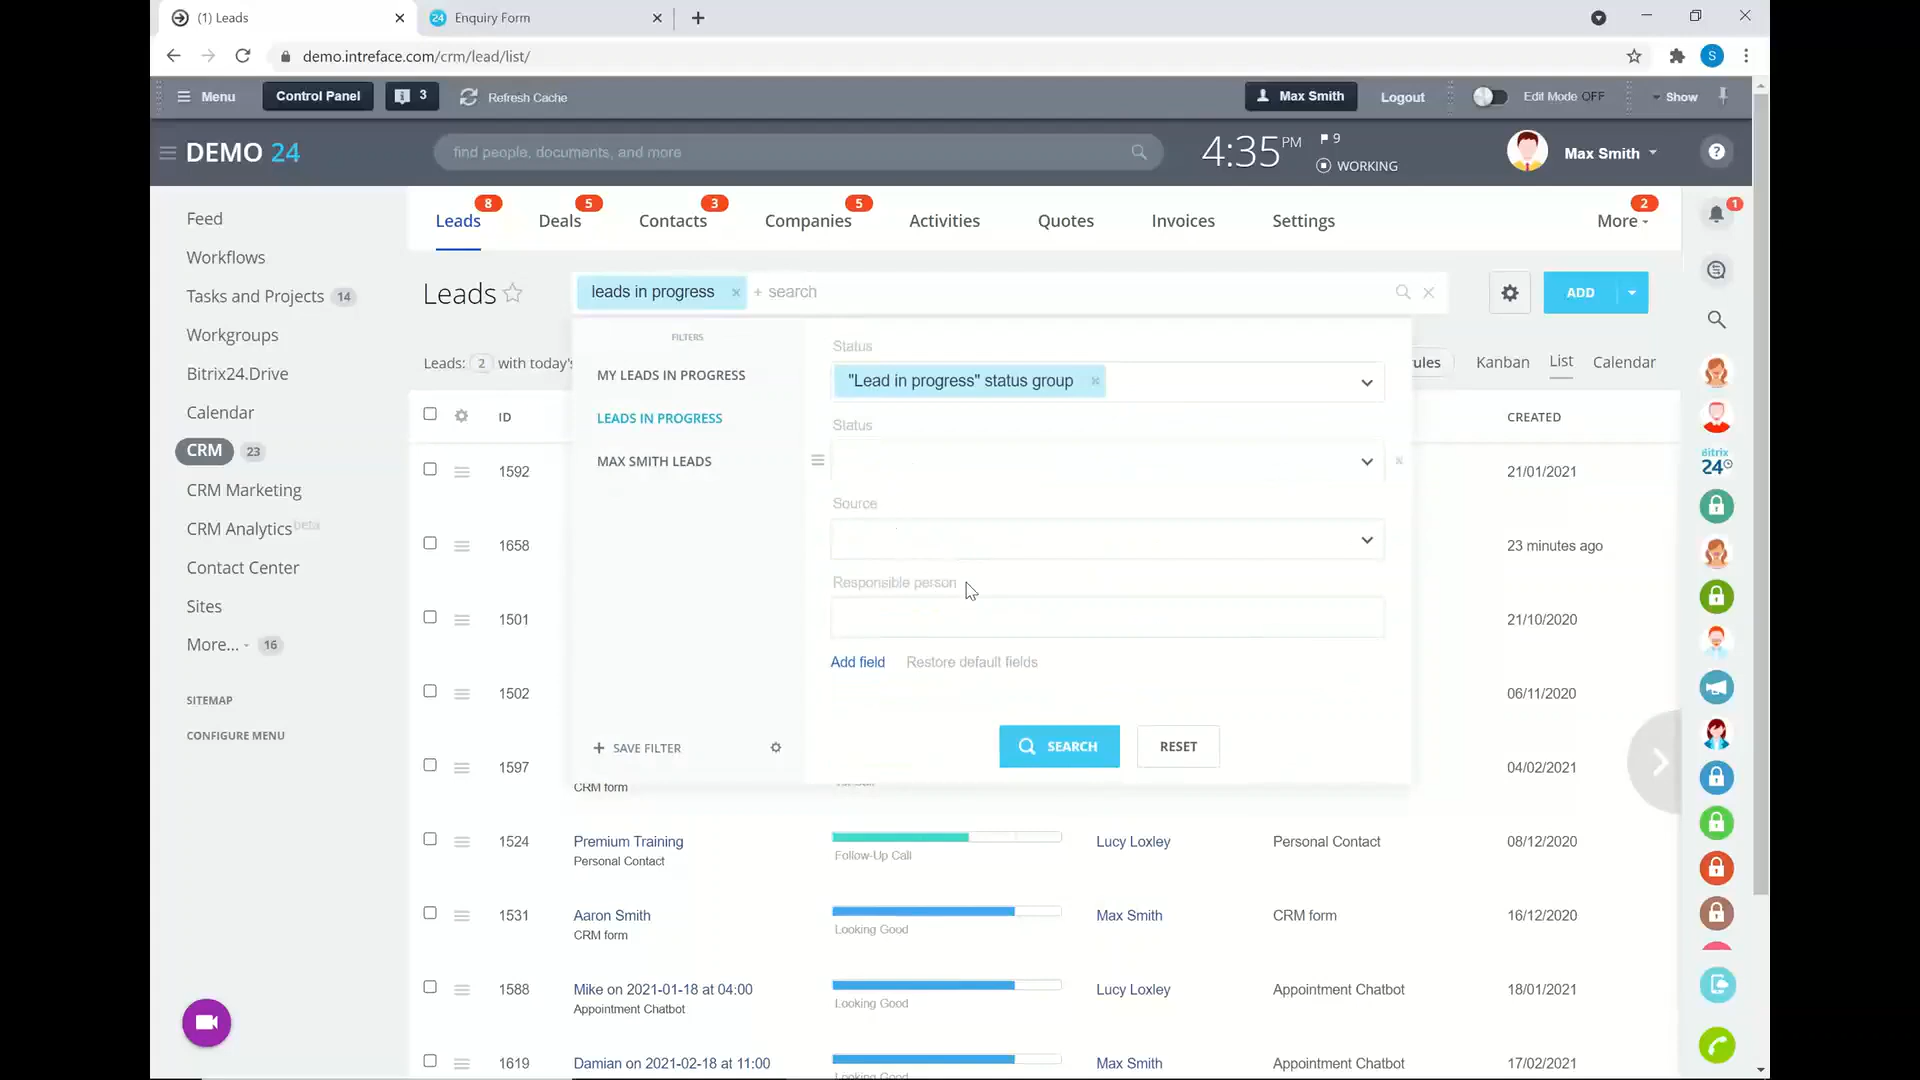 (1) Leads
Enquiry Form
demo.intreface.com/crm/lead/list/
S
Menu
Control Panel
3
Refresh Cache
Max Smith
Logout
Edit Mode OFF
Show
DEMO 24
find people, documents, and more
4:35 PM
9
WORKING
Max Smith
?
Feed
Workflows
Tasks and Projects 14
Workgroups
Bitrix24.Drive
Calendar
CRM 23
CRM Marketing
CRM Analytics beta
Contact Center
Sites
More... 16
SITEMAP
CONFIGURE MENU
Leads 8
Deals 5
Contacts 3
Companies 5
Activities
Quotes
Invoices
Settings
More 2
1
Leads
leads in progress
+ search
ADD
Leads: 2 with today's
rules
Kanban
List
Calendar
FILTERS
MY LEADS IN PROGRESS
LEADS IN PROGRESS
MAX SMITH LEADS
+ SAVE FILTER
Status
"Lead in progress" status group
Status
Source
Responsible person
Add field
Restore default fields
SEARCH
RESET
ID
CREATED
1592
21/01/2021
1658
23 minutes ago
1501
21/10/2020
1502
06/11/2020
1597
04/02/2021
CRM form
1524
Premium Training
Personal Contact
Follow-Up Call
Lucy Loxley
Personal Contact
08/12/2020
1531
Aaron Smith
CRM form
Looking Good
Max Smith
CRM form
16/12/2020
1588
Mike on 2021-01-18 at 04:00
Appointment Chatbot
Looking Good
Lucy Loxley
Appointment Chatbot
18/01/2021
1619
Damian on 2021-02-18 at 11:00
Looking Good
Max Smith
Appointment Chatbot
17/02/2021
Bitrix
24